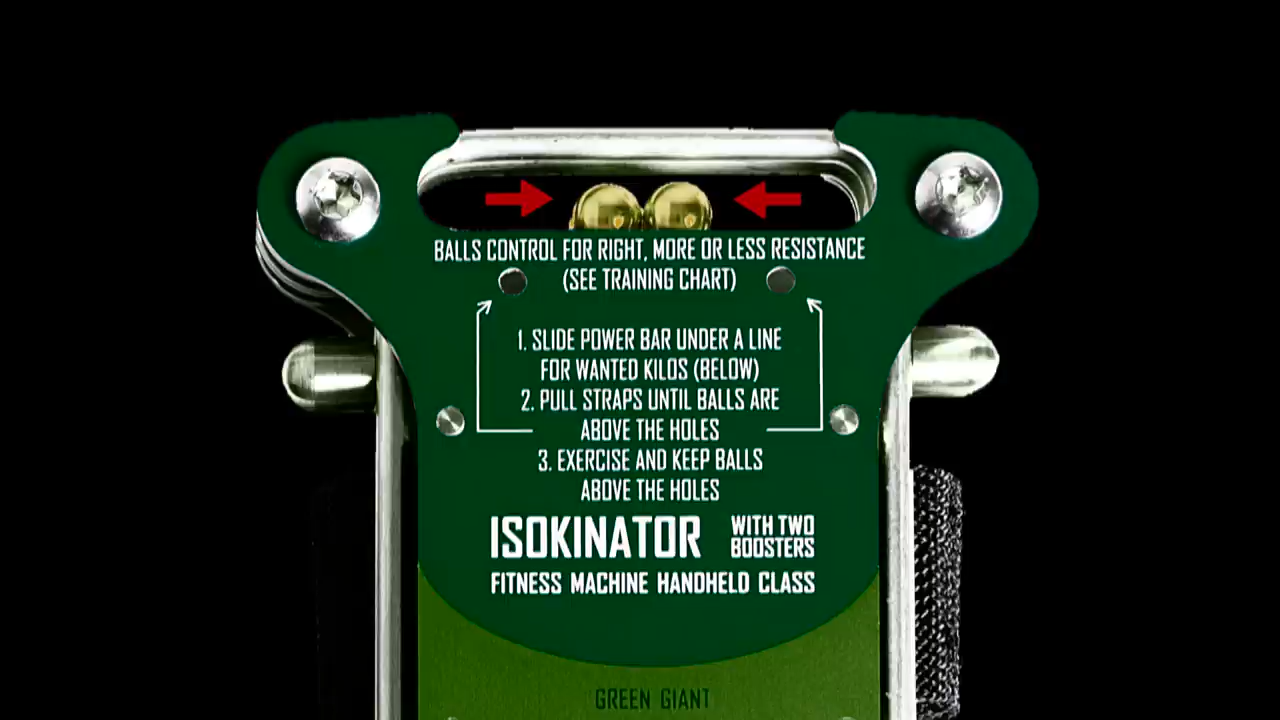 BALLS CONTROL FOR RIGHT, MORE OR LESS RESISTANCE
(SEE TRAINING CHART)
1. SLIDE POWER BAR UNDER A LINE
FOR WANTED KILOS (BELOW)
2. PULL STRAPS UNTIL BALLS ARE
ABOVE THE HOLES
3. EXERCISE AND KEEP BALLS
ABOVE THE HOLES
ISOKINATOR WITH TWO
BOOSTERS
FITNESS MACHINE HANDHELD CLASS
GREEN GIANT